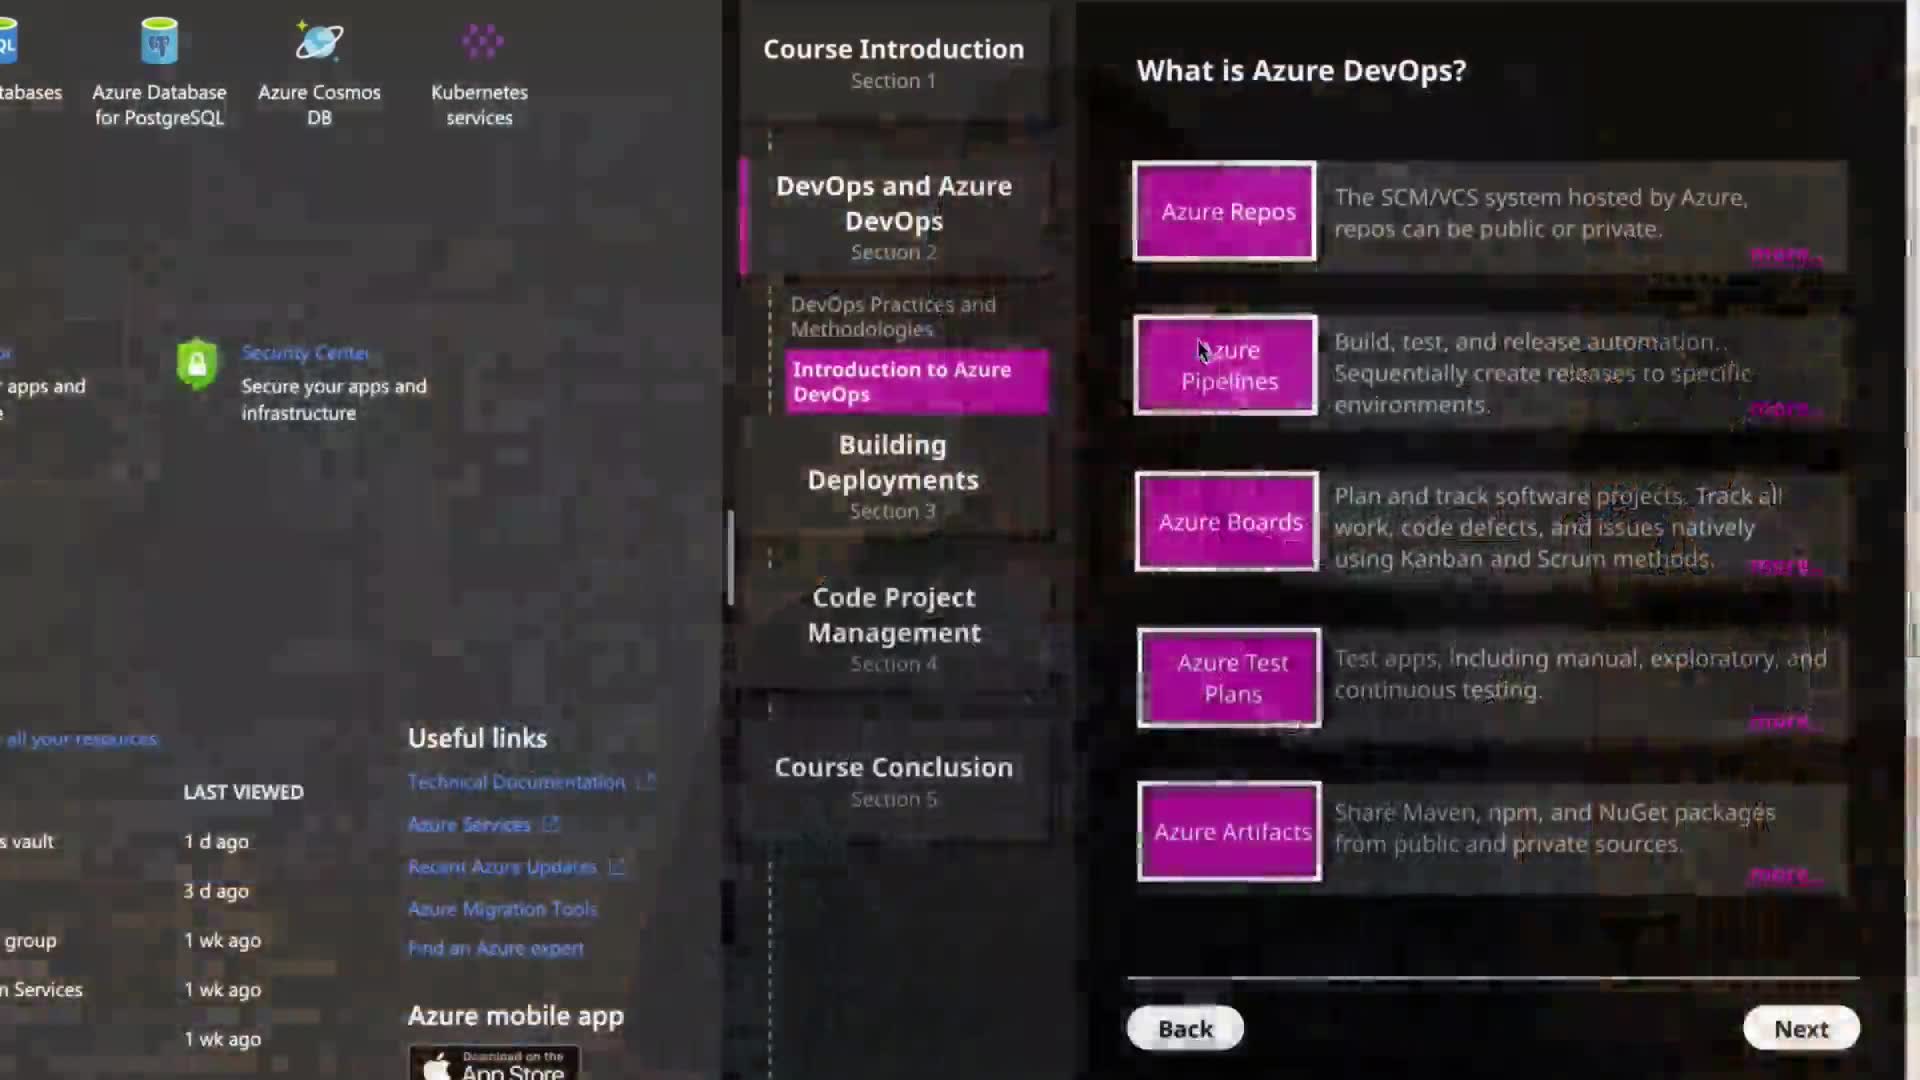 QL
tabases
Azure Database
for PostgreSQL
Azure Cosmos
DB
Kubernetes
services
Security Center
Secure your apps and
infrastructure
apps and
all your resources
LAST VIEWED
s vault
1 d ago
3 d ago
group
1 wk ago
n Services
1 wk ago
1 wk ago
Useful links
Technical Documentation
Azure Services
Recent Azure Updates
Azure Migration Tools
Find an Azure expert
Azure mobile app
Download on the
App Store
Course Introduction
Section 1
DevOps and Azure
DevOps
Section 2
DevOps Practices and
Methodologies
Introduction to Azure
DevOps
Building
Deployments
Section 3
Code Project
Management
Section 4
Course Conclusion
Section 5
What is Azure DevOps?
Azure Repos
The SCM/VCS system hosted by Azure,
repos can be public or private.
more..
Azure
Pipelines
Build, test, and release automation..
Sequentially create releases to specific
environments.
more..
Azure Boards
Plan and track software projects. Track all
work, code defects, and issues natively
using Kanban and Scrum methods.
more..
Azure Test
Plans
Test apps, including manual, exploratory, and
continuous testing.
more..
Azure Artifacts
Share Maven, npm, and NuGet packages
from public and private sources.
more..
Back
Next